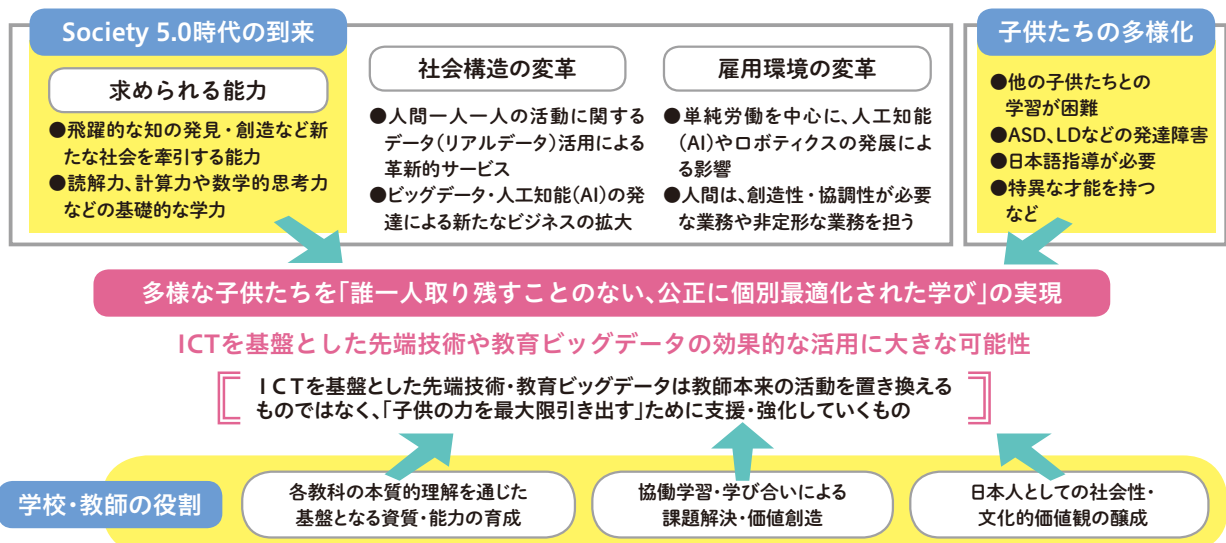 Society 5.0時代の到来
求められる能力
●飛躍的な知の発見・創造など新
たな社会を牽引する能力
●読解力、計算力や数学的思考力
などの基礎的な学力
社会構造の変革
●人間一人一人の活動に関する
データ(リアルデータ)活用による
革新的サービス
●ビッグデータ・人工知能(AI)の発
達による新たなビジネスの拡大
雇用環境の変革
●単純労働を中心に、人工知能
(AI)やロボティクスの発展によ
る影響
●人間は、創造性・協調性が必要
な業務や非定形な業務を担う
子供たちの多様化
●他の子供たちとの
学習が困難
●ASD、LDなどの発達障害
●日本語指導が必要
●特異な才能を持つ
など
多様な子供たちを「誰一人取り残すことのない、公正に個別最適化された学び」の実現
ICTを基盤とした先端技術や教育ビッグデータの効果的な活用に大きな可能性
ICTを基盤とした先端技術・教育ビッグデータは教師本来の活動を置き換える
ものではなく、「子供の力を最大限引き出す」ために支援・強化していくもの
学校・教師の役割
各教科の本質的理解を通じた
基盤となる資質・能力の育成
協働学習・学び合いによる
課題解決・価値創造
日本人としての社会性・
文化的価値観の醸成